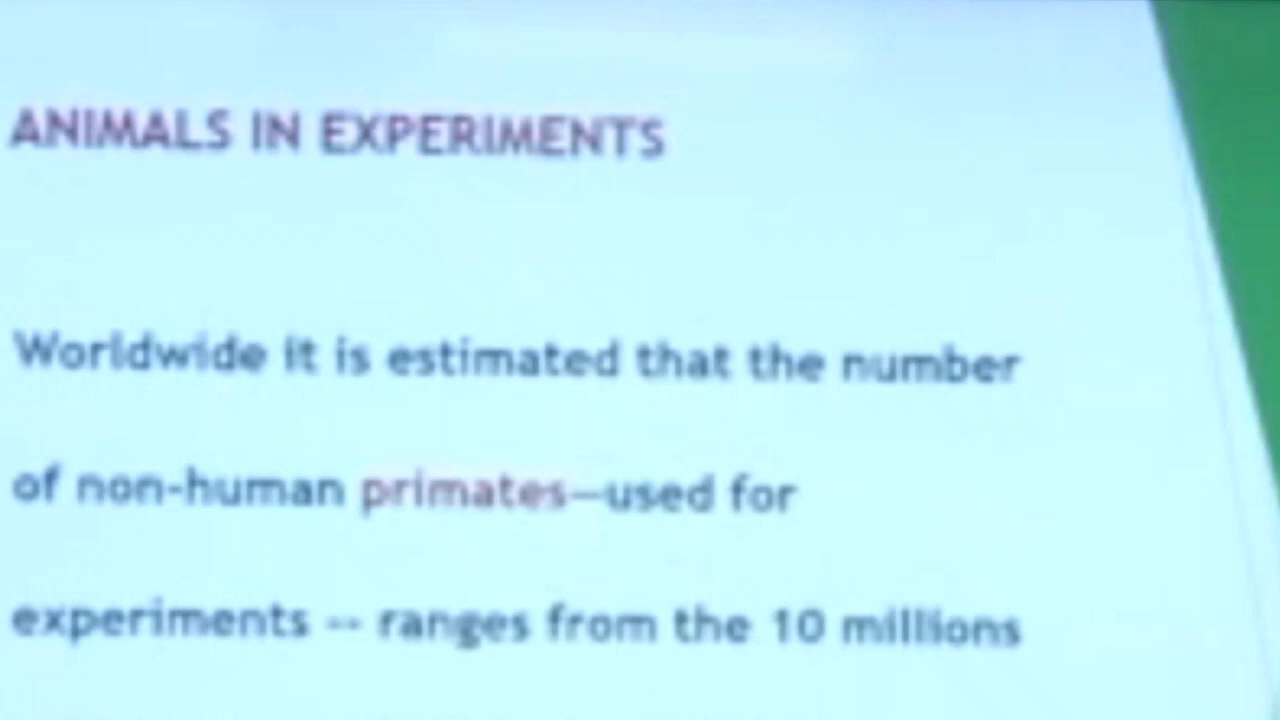 ANIMALS IN EXPERIMENTS
Worldwide it is estimated that the number
of non-human primates—used for
experiments -- ranges from the 10 millions